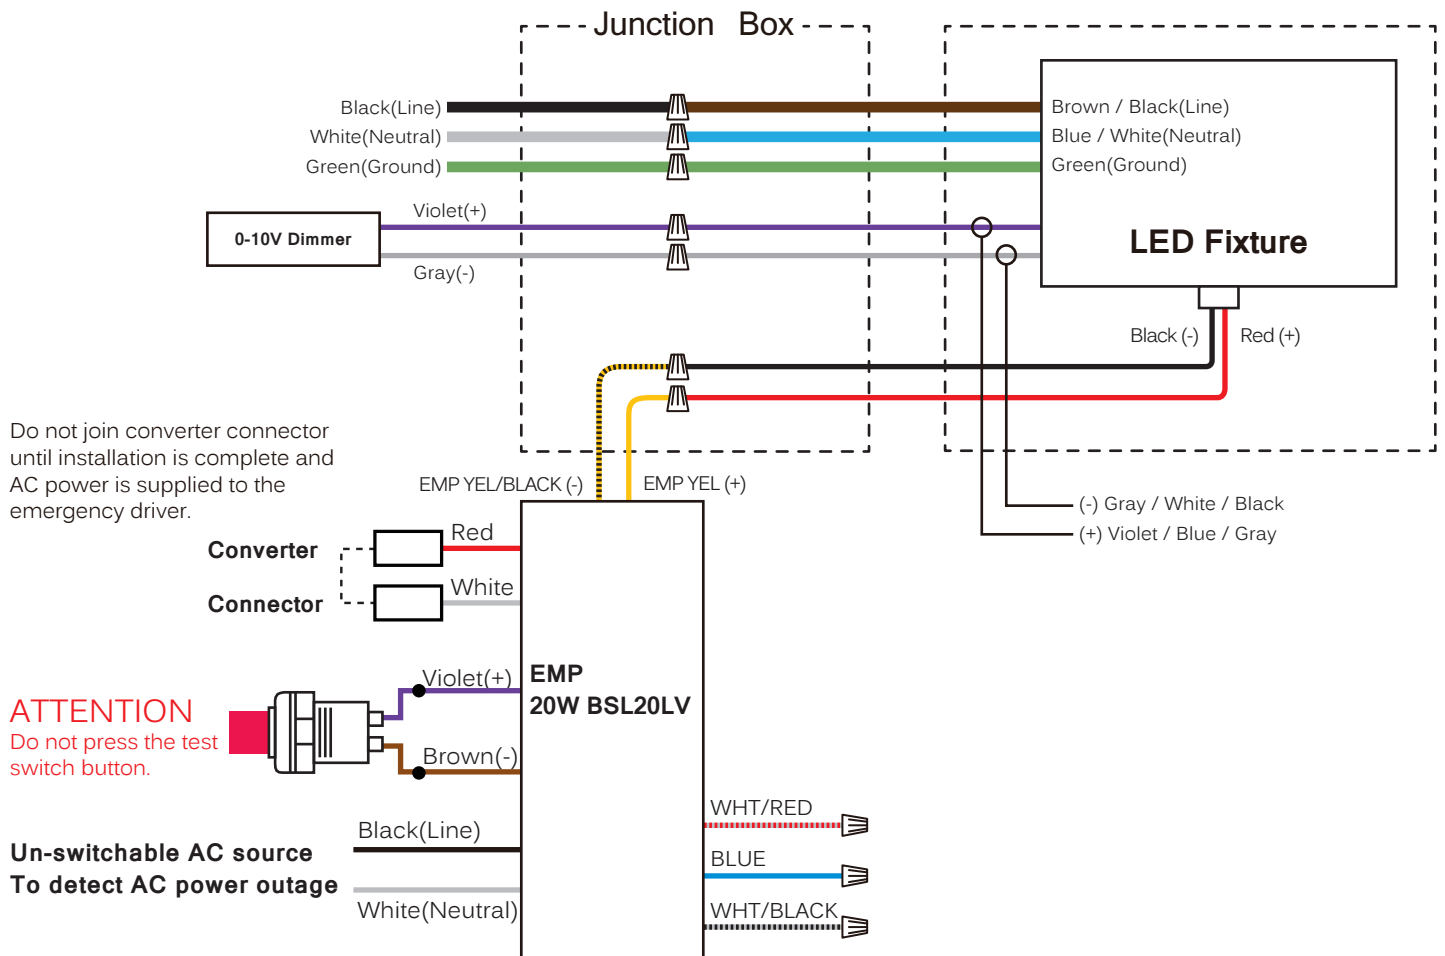 Junction Box
Black(Line)
White(Neutral)
Green(Ground)
Brown / Black(Line)
Blue / White(Neutral)
Green(Ground)
Violet(+)
0-10V Dimmer
Gray(-)
LED Fixture
Black (-)
Red (+)
Do not join converter connector
until installation is complete and
AC power is supplied to the
emergency driver.
EMP YEL/BLACK (-)
EMP YEL (+)
(-) Gray / White / Black
(+) Violet / Blue / Gray
Converter
Red
Connector
White
Violet(+)
EMP
20W BSL20LV
ATTENTION
Do not press the test
switch button.
Brown(-)
Black(Line)
Un-switchable AC source
To detect AC power outage
White(Neutral)
WHT/RED
BLUE
WHT/BLACK